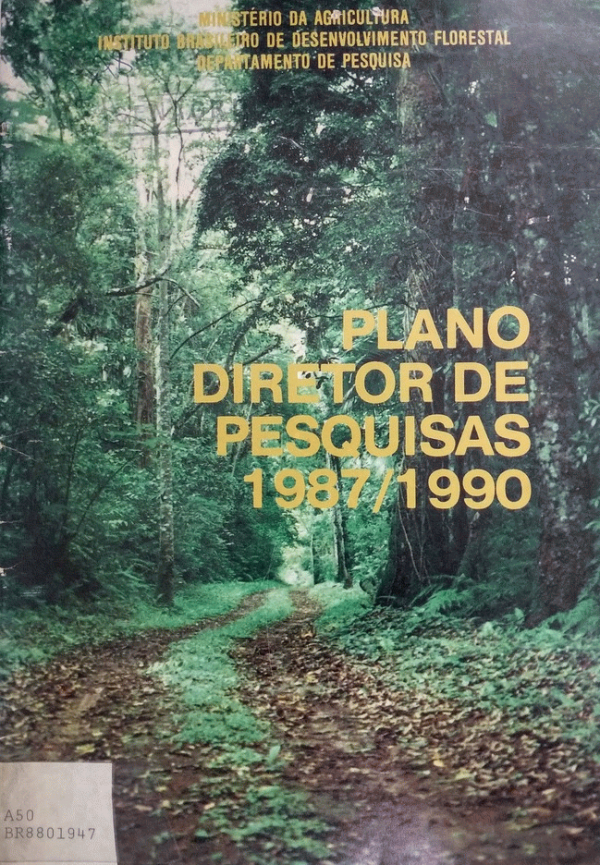 MINISTÉRIO DA AGRICULTURA
INSTITUTO BRASILEIRO DE DESENVOLVIMENTO FLORESTAL
DEPARTAMENTO DE PESQUISA
PLANO
DIRETOR DE
PESQUISAS
1987/1990
A50
BR8801947